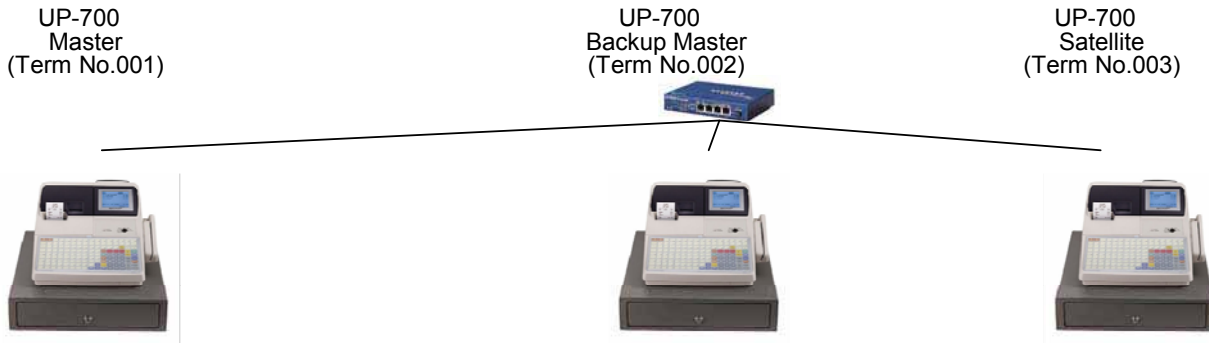 UP-700
Master
(Term No.001)
UP-700
Backup Master
(Term No.002)
UP-700
Satellite
(Term No.003)